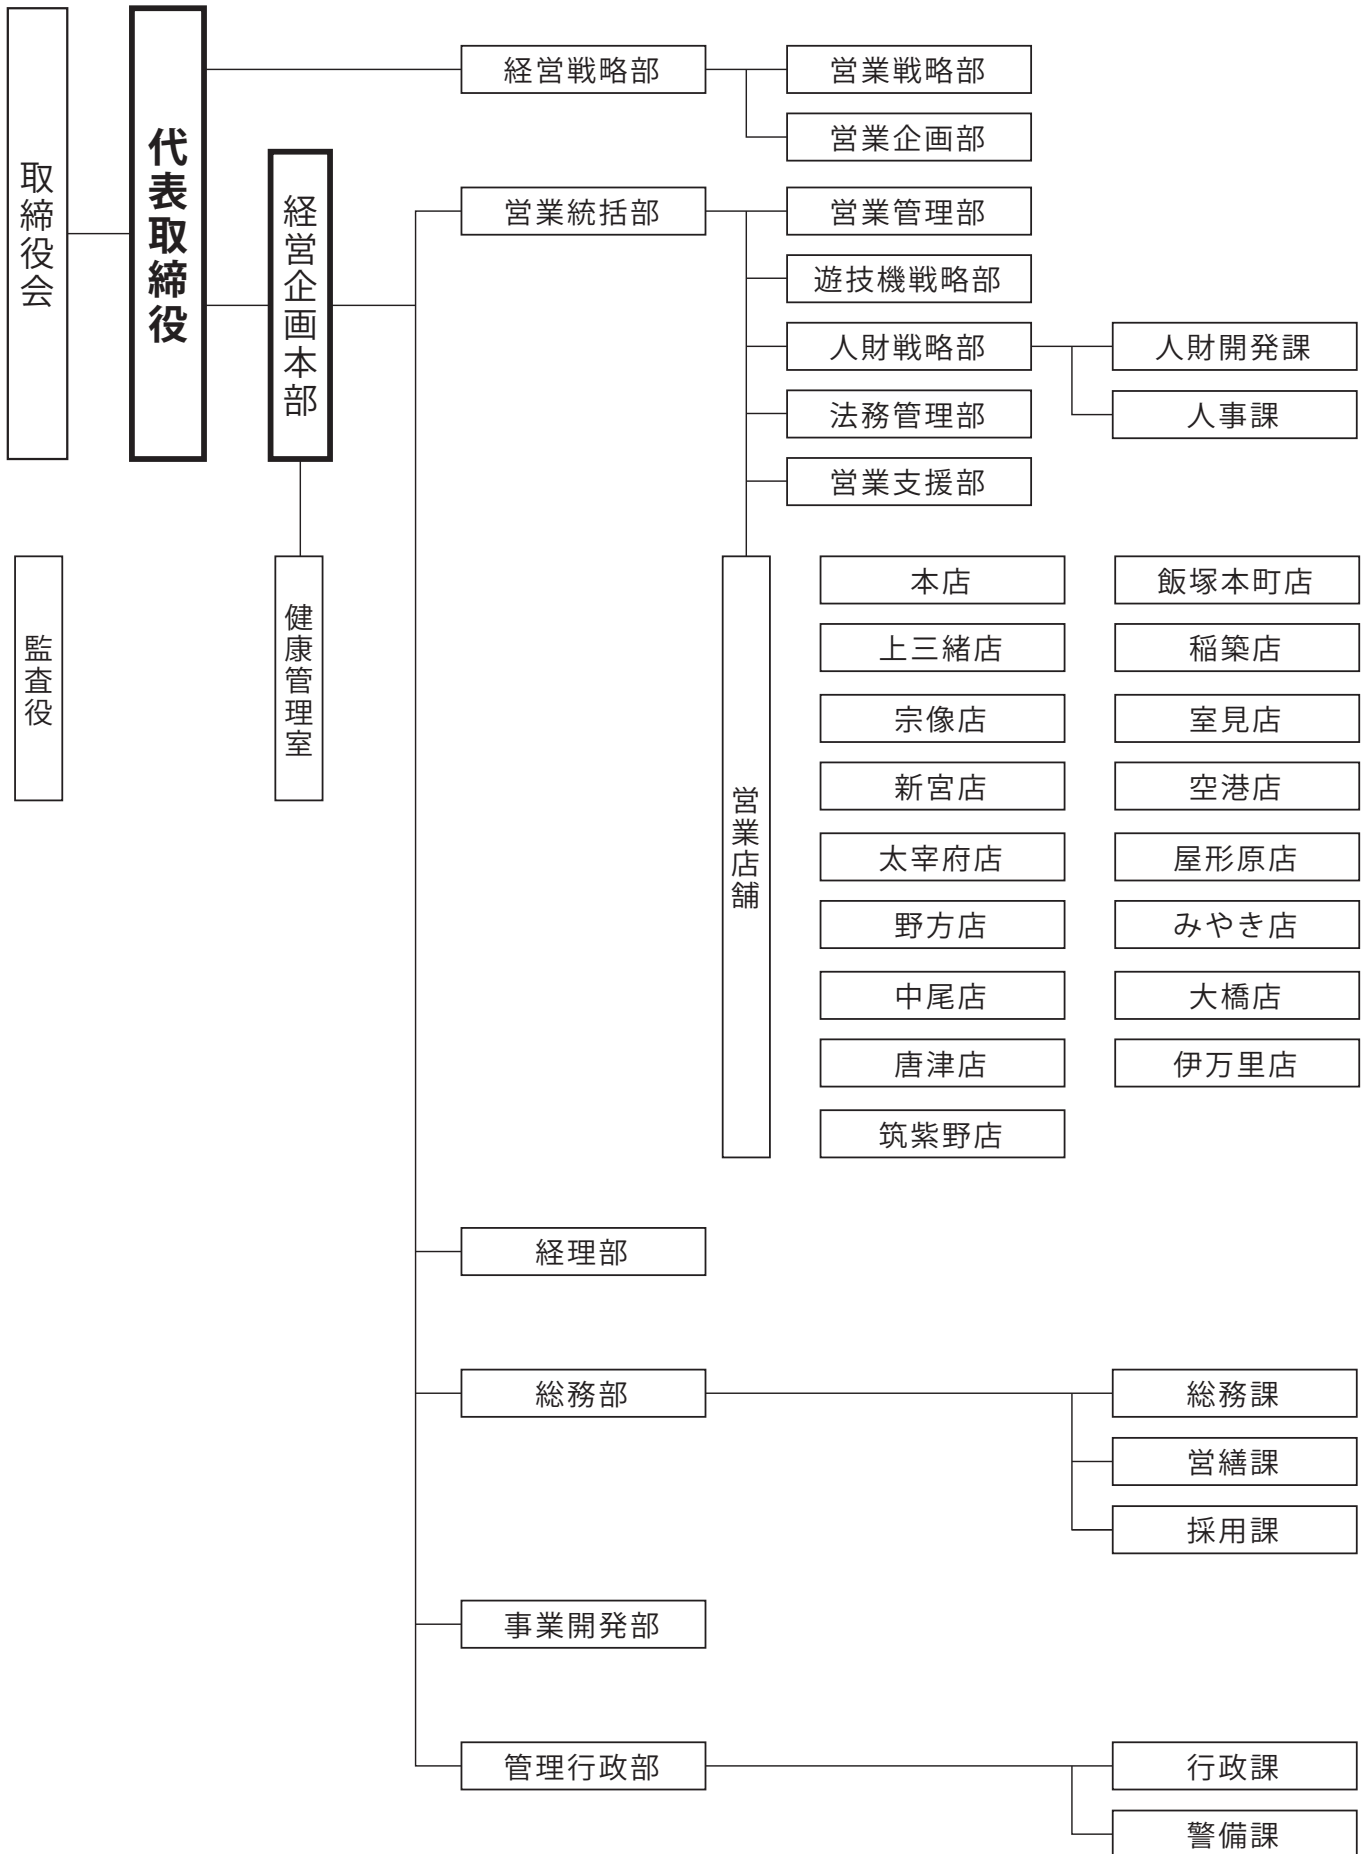 取締役会
代表取締役
経営企画本部
監査役
健康管理室
経営戦略部
営業戦略部
営業企画部
営業統括部
営業管理部
遊技機戦略部
人財戦略部
人財開発課
人事課
法務管理部
営業支援部
営業店舗
本店
飯塚本町店
上三緒店
稲築店
宗像店
室見店
新宮店
空港店
太宰府店
屋形原店
野方店
みやき店
中尾店
大橋店
唐津店
伊万里店
筑紫野店
経理部
総務部
総務課
営繕課
採用課
事業開発部
管理行政部
行政課
警備課